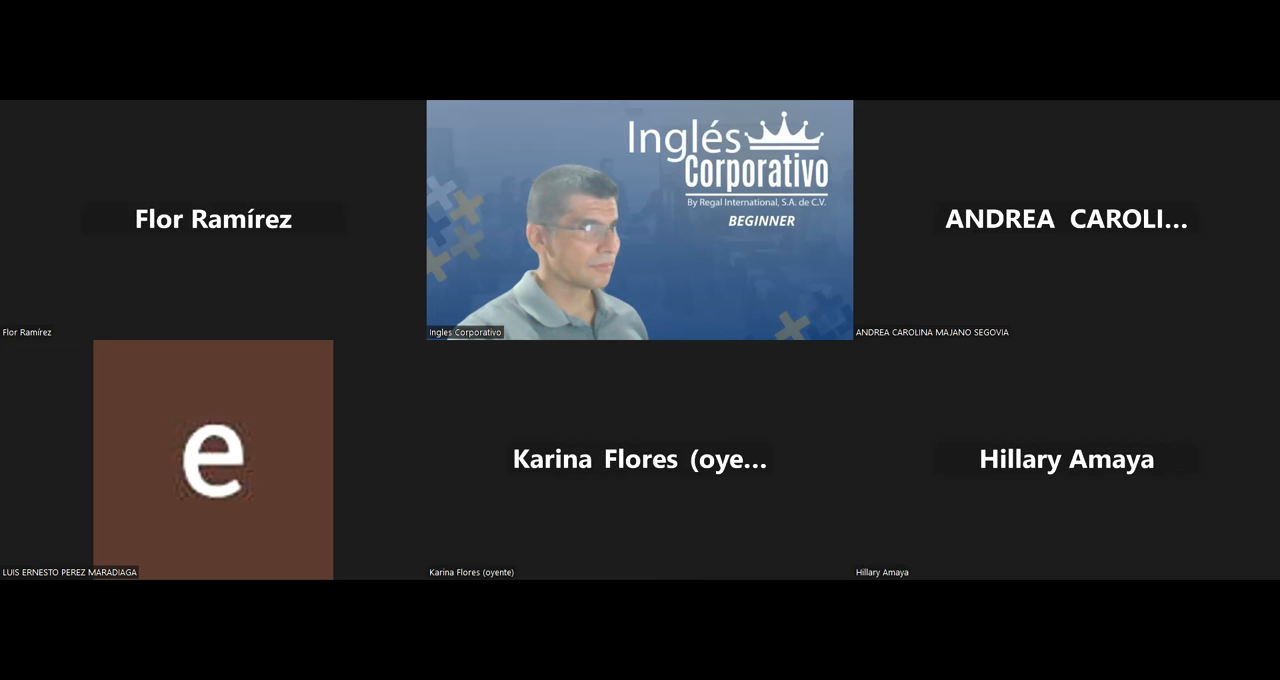 Flor Ramírez
Flor Ramírez
Inglés
Corporativo
By Regal International, S.A. de C.V.
BEGINNER
Ingles Corporativo
ANDREA CAROLI...
ANDREA CAROLINA MAJANO SEGOVIA
e
LUIS ERNESTO PEREZ MARADIAGA
Karina Flores (oye...
Karina Flores (oyente)
Hillary Amaya
Hillary Amaya